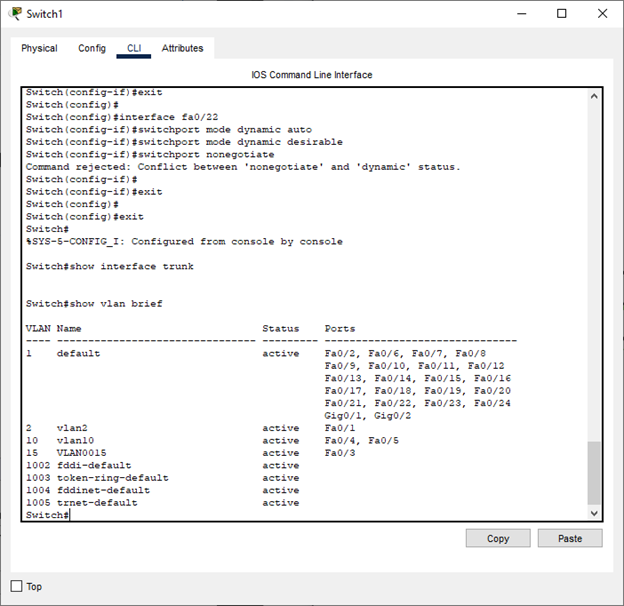 Switch1
Physical Config CLI Attributes
IOS Command Line Interface
Switch(config-if)#exit
Switch(config)#
Switch(config)#interface fa0/22
Switch(config-if)#switchport mode dynamic auto
Switch(config-if)#switchport mode dynamic desirable
Switch(config-if)#switchport nonegotiate
Command rejected: Conflict between 'nonegotiate' and 'dynamic' status.
Switch(config-if)#
Switch(config-if)#exit
Switch(config)#
Switch(config)#exit
Switch#
%SYS-5-CONFIG_I: Configured from console by console
Switch#show interface trunk
Switch#show vlan brief
VLAN Name                             Status    Ports
---- -------------------------------- --------- -------------------------------
1    default                          active    Fa0/2, Fa0/6, Fa0/7, Fa0/8
                                                Fa0/9, Fa0/10, Fa0/11, Fa0/12
                                                Fa0/13, Fa0/14, Fa0/15, Fa0/16
                                                Fa0/17, Fa0/18, Fa0/19, Fa0/20
                                                Fa0/21, Fa0/22, Fa0/23, Fa0/24
                                                Gig0/1, Gig0/2
2    vlan2                            active    Fa0/1
10   vlan10                           active    Fa0/4, Fa0/5
15   VLAN0015                         active    Fa0/3
1002 fddi-default                     active
1003 token-ring-default               active
1004 fddinet-default                  active
1005 trnet-default                    active
Switch#
Copy Paste
Top